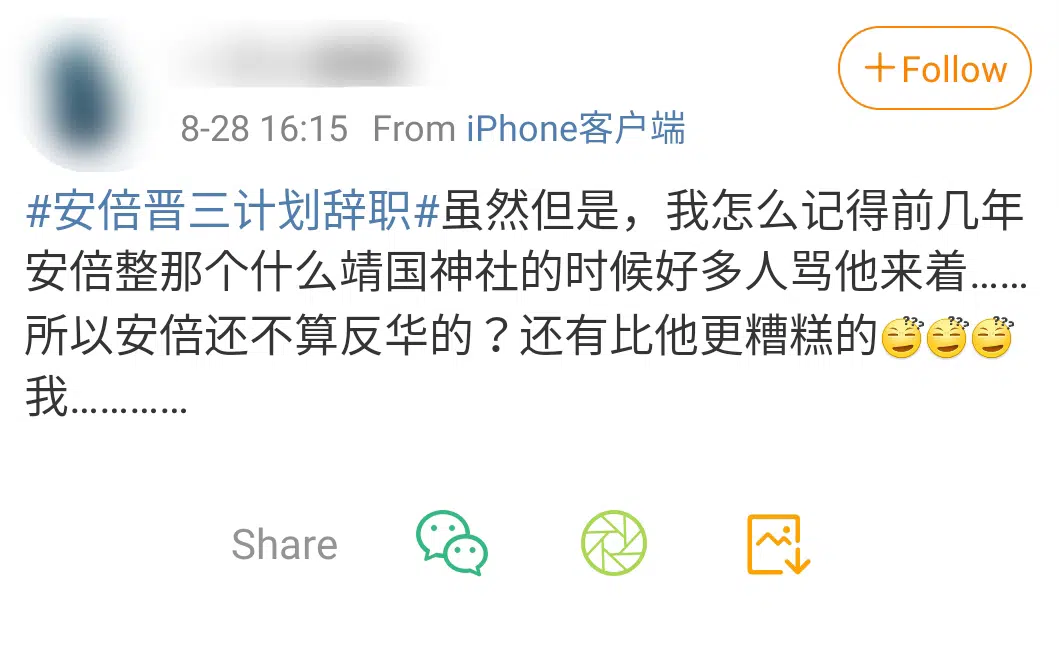 +Follow
8-28 16:15 From iPhone客户端
#安倍晋三计划辞职#虽然但是，我怎么记得前几年
安倍整那个什么靖国神社的时候好多人骂他来着……
所以安倍还不算反华的？还有比他更糟糕的
我…………
Share